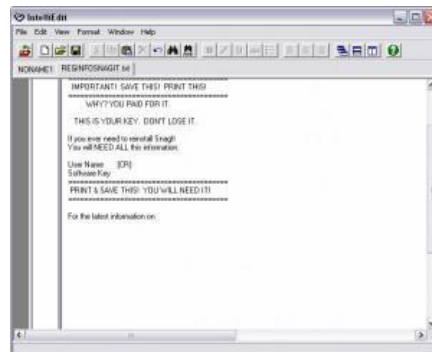 IntelliEdit
File Edit View Format Window Help
NONAME1 REGINFOSNAGIT.txt
==============================
IMPORTANT! SAVE THIS! PRINT THIS!
==============================
WHY? YOU PAID FOR IT.
THIS IS YOUR KEY. DON'T LOSE IT.
If you ever need to reinstall SnagIt
You will NEED ALL this information.
User Name [CR]
Software Key
==============================
PRINT & SAVE THIS! YOU WILL NEED IT!
==============================
For the latest information on